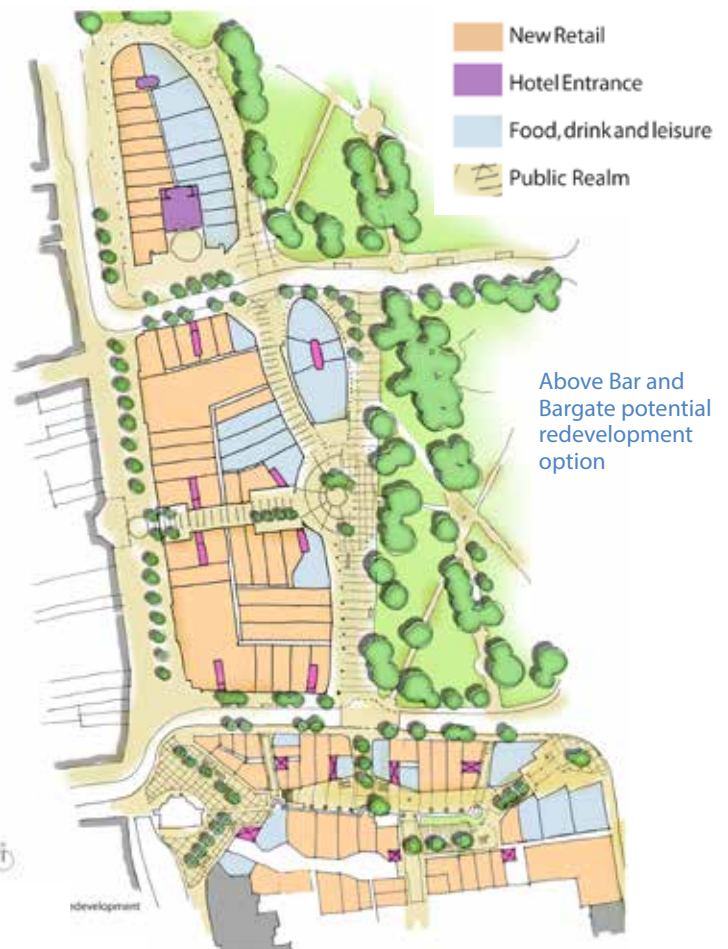 New Retail
Hotel Entrance
Food, drink and leisure
Public Realm
Above Bar and
Bargate potential
redevelopment
option
redevelopment